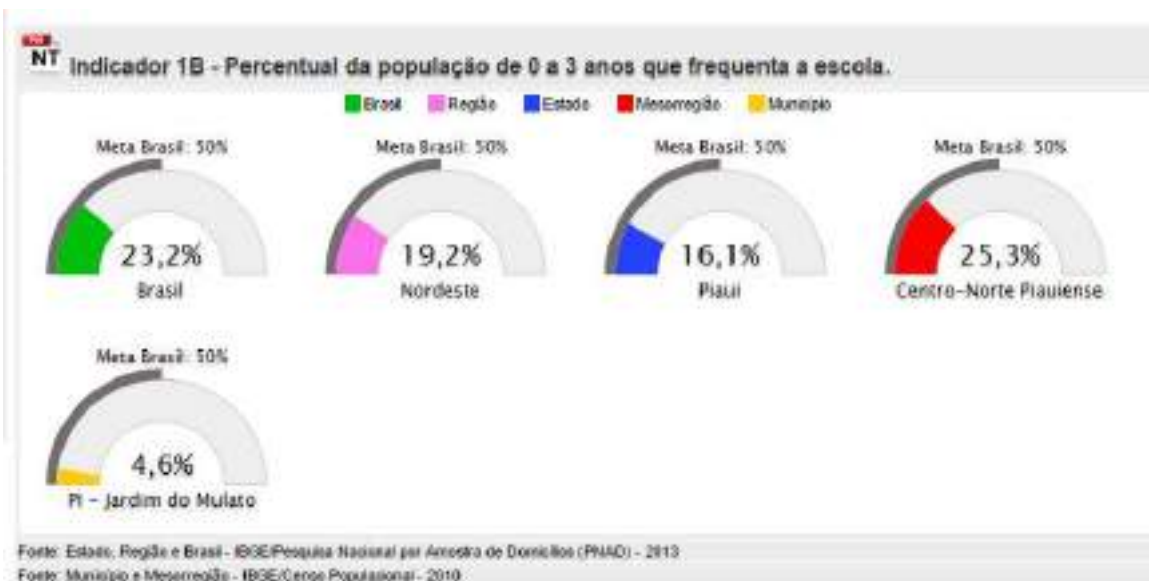 NT Indicador 1B - Percentual da população de 0 a 3 anos que frequenta a escola.
Brasil Região Estado Mesorregião Município
Meta Brasil: 50% Meta Brasil: 50% Meta Brasil: 50% Meta Brasil: 50%
23,2% 19,2% 16,1% 25,3%
Brasil Nordeste Piauí Centro-Norte Piauiense
Meta Brasil: 50%
4,6%
PI - Jardim do Mulato
Fonte: Estado, Região e Brasil - IBGE/Pesquisa Nacional por Amostra de Domicílios (PNAD) - 2013
Fonte: Município e Mesorregião - IBGE/Censo Populacional - 2010